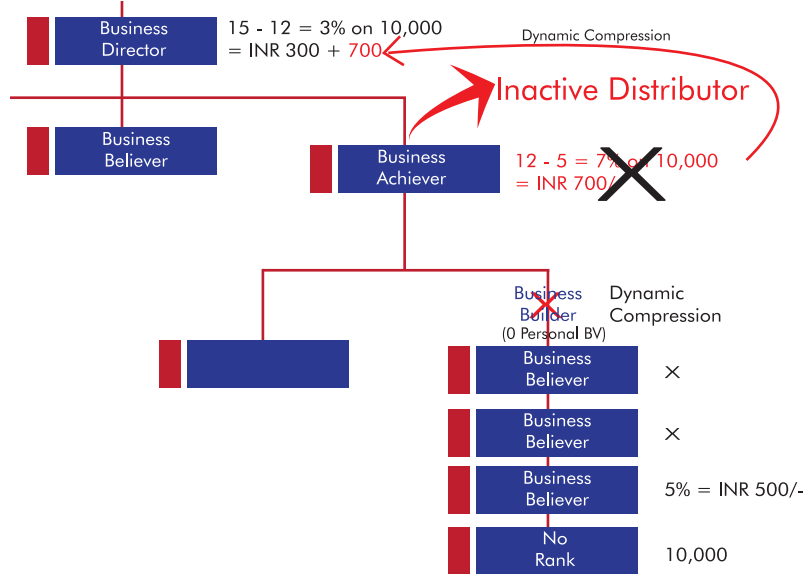 Business
Director
15 - 12 = 3% on 10,000
= INR 300 + 700
Dynamic Compression
Inactive Distributor
Business
Believer
Business
Achiever
12 - 5 = 7% on 10,000
= INR 700/-
Business
Builder
(0 Personal BV)
Dynamic
Compression
Business
Believer
×
Business
Believer
×
Business
Believer
5% = INR 500/-
No
Rank
10,000